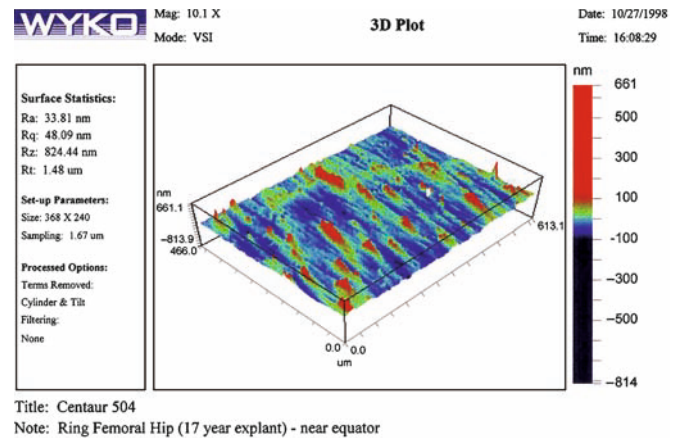 WYKO
Mag: 10.1 X
Mode: VSI
3D Plot
Date: 10/27/1998
Time: 16:08:29
Surface Statistics:
Ra: 33.81 nm
Rq: 48.09 nm
Rz: 824.44 nm
Rt: 1.48 um
Set-up Parameters:
Size: 368 X 240
Sampling: 1.67 um
Processed Options:
Terms Removed:
Cylinder & Tilt
Filtering:
None
nm
661.1
-813.9
466.0
613.1
0.0
0.0
um
nm
661
500
300
100
-100
-300
-500
-814
Title: Centaur 504
Note: Ring Femoral Hip (17 year explant) - near equator